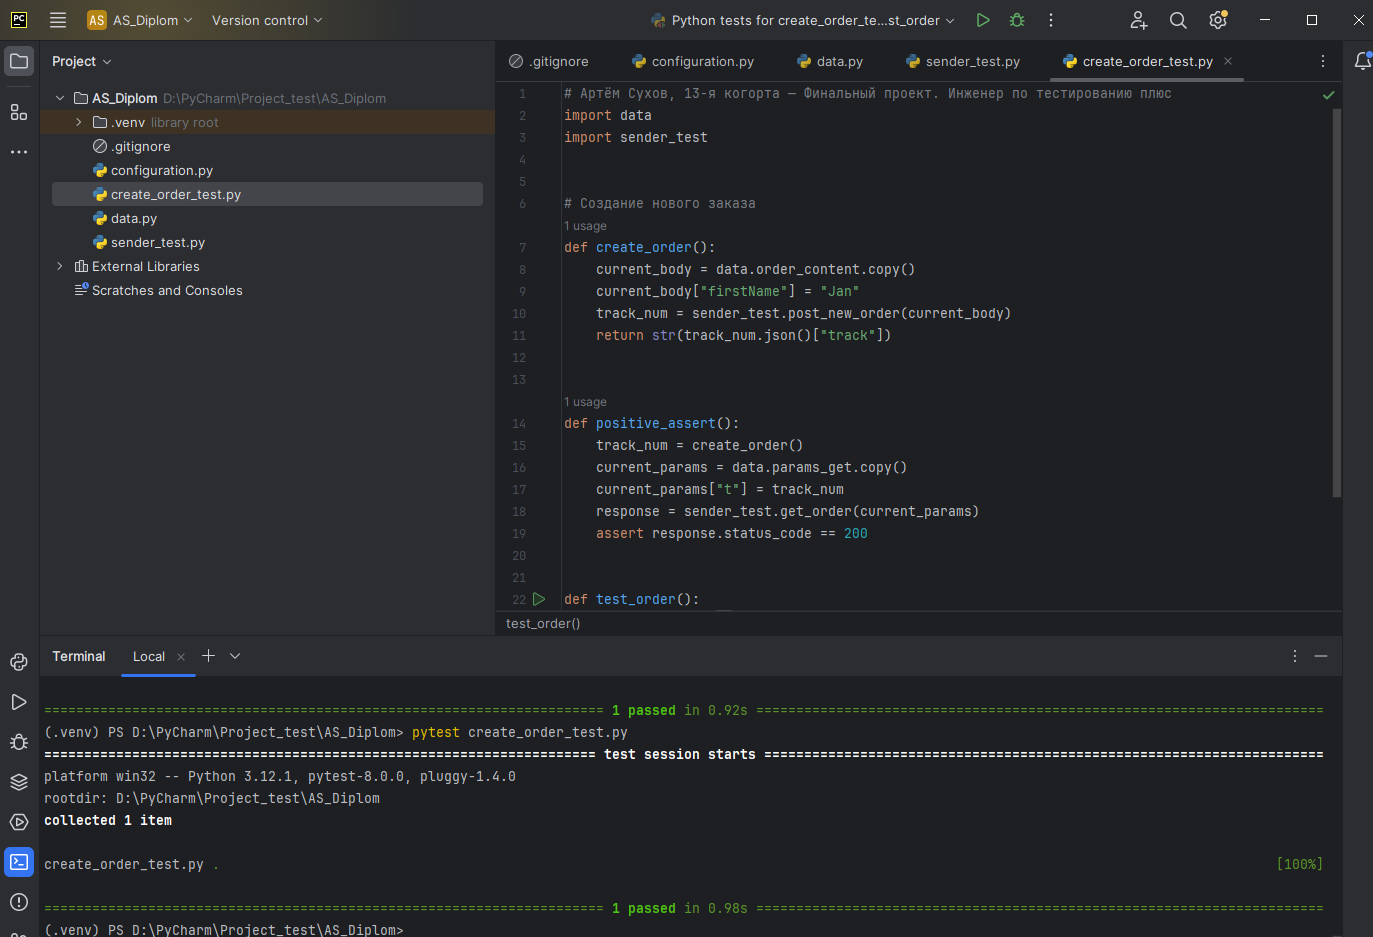 PC
AS AS_Diplom Version control Python tests for create_order_te...st_order
Project
AS_Diplom D:\PyCharm\Project_test\AS_Diplom
.venv library root
.gitignore
configuration.py
create_order_test.py
data.py
sender_test.py
External Libraries
Scratches and Consoles
.gitignore configuration.py data.py sender_test.py create_order_test.py
1 # Артём Сухов, 13-я когорта — Финальный проект. Инженер по тестированию плюс
2 import data
3 import sender_test
4
5
6 # Создание нового заказа
1 usage
7 def create_order():
8 current_body = data.order_content.copy()
9 current_body["firstName"] = "Jan"
10 track_num = sender_test.post_new_order(current_body)
11 return str(track_num.json()["track"])
12
13
1 usage
14 def positive_assert():
15 track_num = create_order()
16 current_params = data.params_get.copy()
17 current_params["t"] = track_num
18 response = sender_test.get_order(current_params)
19 assert response.status_code == 200
20
21
22 def test_order():
test_order()
Terminal Local
====================================================================== 1 passed in 0.92s =======================================================================
(.venv) PS D:\PyCharm\Project_test\AS_Diplom> pytest create_order_test.py
===================================================================== test session starts ======================================================================
platform win32 -- Python 3.12.1, pytest-8.0.0, pluggy-1.4.0
rootdir: D:\PyCharm\Project_test\AS_Diplom
collected 1 item
create_order_test.py . [100%]
====================================================================== 1 passed in 0.98s =======================================================================
(.venv) PS D:\PyCharm\Project_test\AS_Diplom>